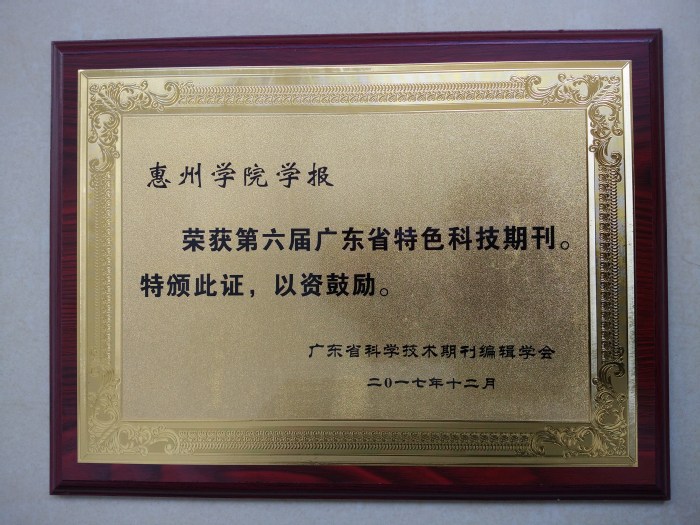 惠州学院学报
荣获第六届广东省特色科技期刊。
特颁此证，以资鼓励。
广东省科学技术期刊编辑学会
二0一七年十二月